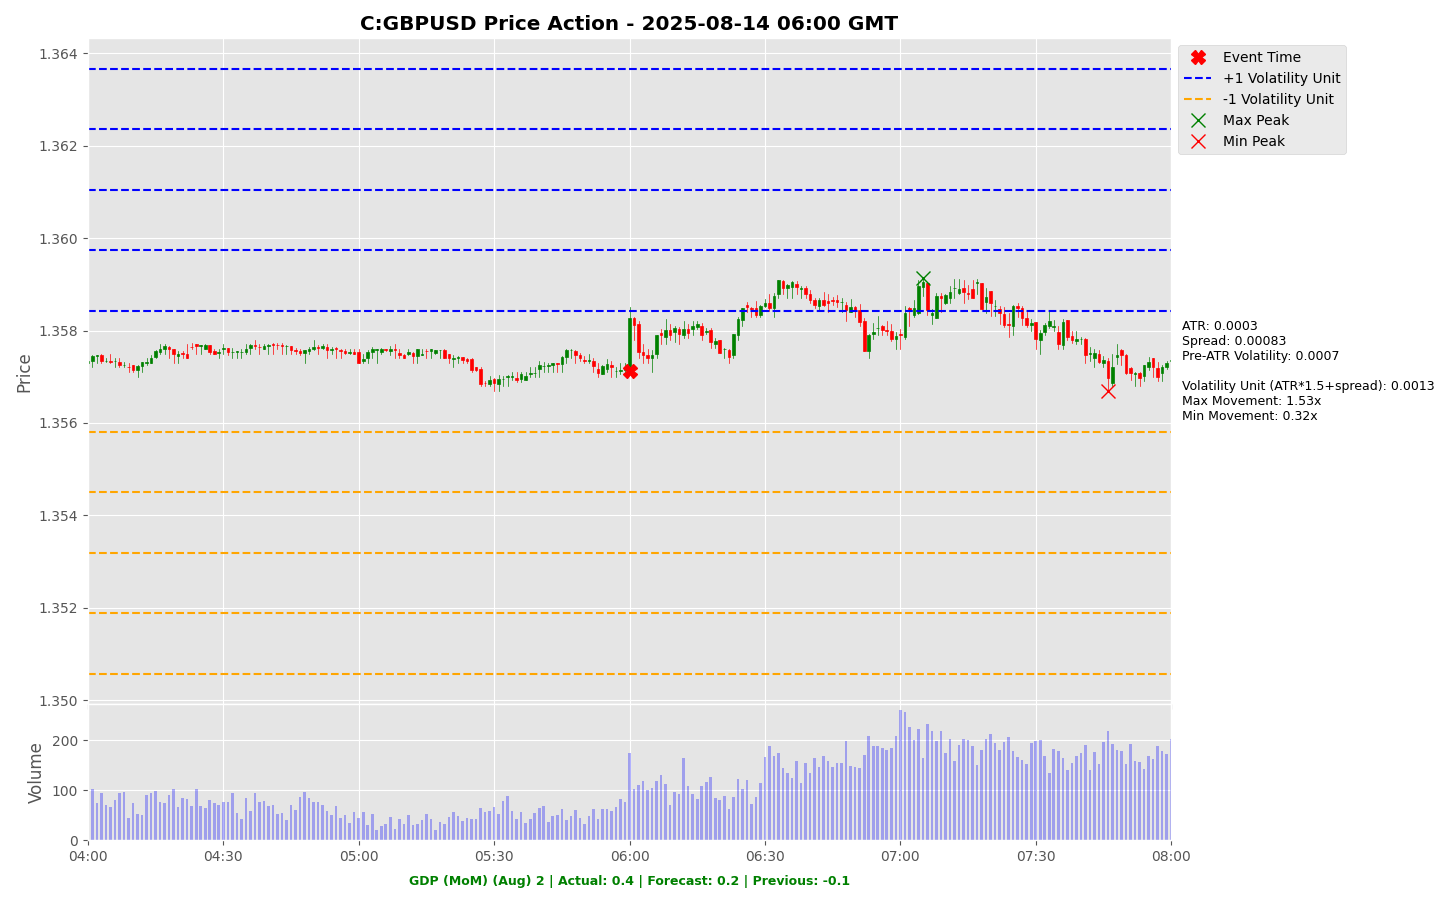 C:GBPUSD Price Action - 2025-08-14 06:00 GMT
Price
1.364
1.362
1.360
1.358
1.356
1.354
1.352
1.350
Event Time
+1 Volatility Unit
-1 Volatility Unit
Max Peak
Min Peak
ATR: 0.0003
Spread: 0.00083
Pre-ATR Volatility: 0.0007
Volatility Unit (ATR*1.5+spread): 0.0013
Max Movement: 1.53x
Min Movement: 0.32x
Volume
200
100
0
04:00 04:30 05:00 05:30 06:00 06:30 07:00 07:30 08:00
GDP (MoM) (Aug) 2 | Actual: 0.4 | Forecast: 0.2 | Previous: -0.1